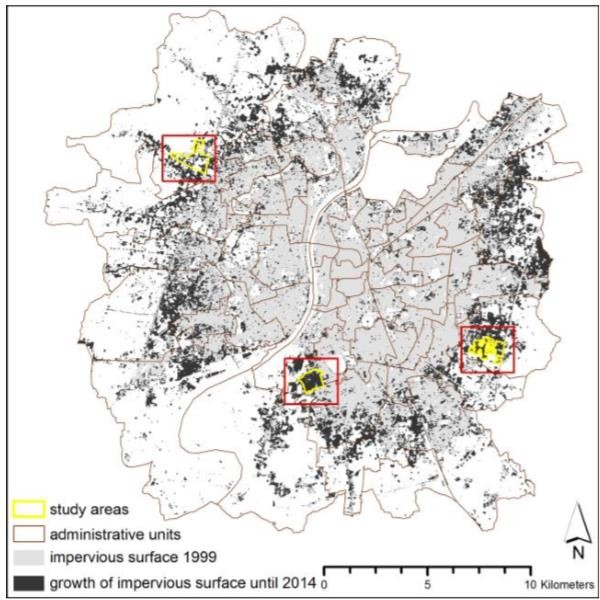 study areas
administrative units
impervious surface 1999
growth of impervious surface until 2014
0 5 10 Kilometers
N